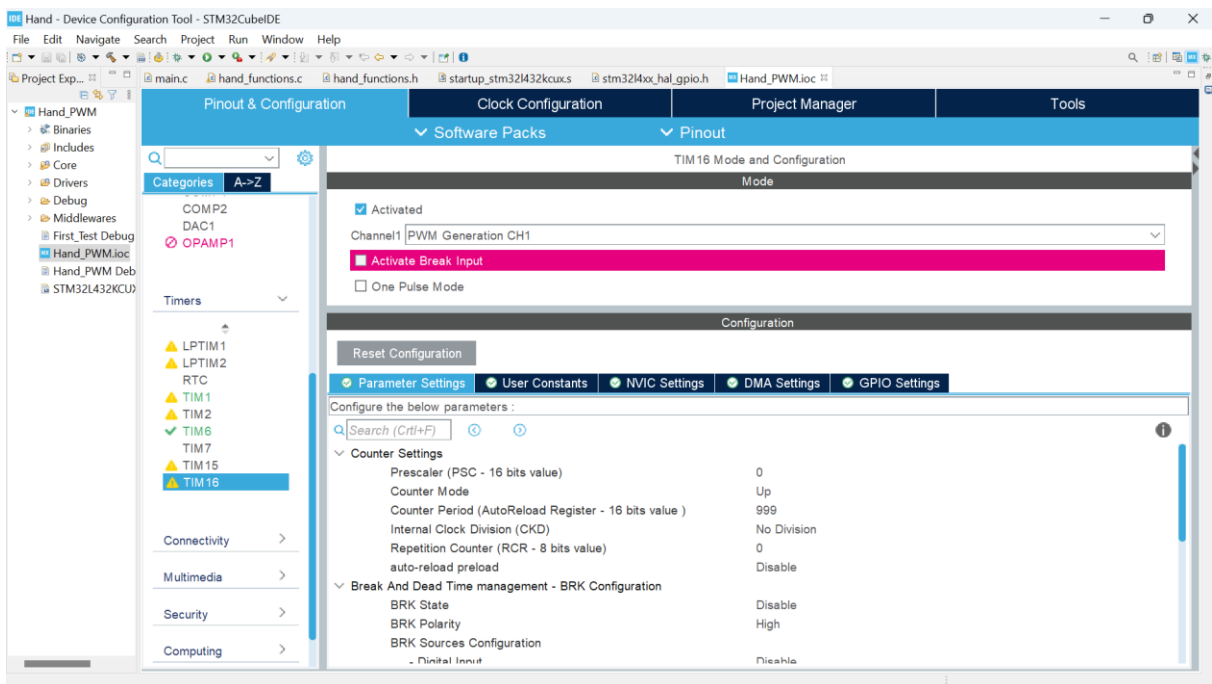 IDE Hand - Device Configuration Tool - STM32CubeIDE
File Edit Navigate Search Project Run Window Help
Project Exp... main.c hand_functions.c hand_functions.h startup_stm32l432kcux.s stm32l4xx_hal_gpio.h Hand_PWM.ioc
Hand_PWM
Binaries
Includes
Core
Drivers
Debug
Middlewares
First_Test Debug
Hand_PWM.ioc
Hand_PWM Deb
STM32L432KCUX
Pinout & Configuration Clock Configuration Project Manager Tools
Software Packs Pinout
Categories A->Z
COMP2
DAC1
OPAMP1
Timers
LPTIM1
LPTIM2
RTC
TIM1
TIM2
TIM6
TIM7
TIM15
TIM16
Connectivity
Multimedia
Security
Computing
TIM16 Mode and Configuration
Mode
Activated
Channel1 PWM Generation CH1
Activate Break Input
One Pulse Mode
Configuration
Reset Configuration
Parameter Settings User Constants NVIC Settings DMA Settings GPIO Settings
Configure the below parameters :
Search (Crtl+F)
Counter Settings
Prescaler (PSC - 16 bits value) 0
Counter Mode Up
Counter Period (AutoReload Register - 16 bits value ) 999
Internal Clock Division (CKD) No Division
Repetition Counter (RCR - 8 bits value) 0
auto-reload preload Disable
Break And Dead Time management - BRK Configuration
BRK State Disable
BRK Polarity High
BRK Sources Configuration
- Digital Input Disable